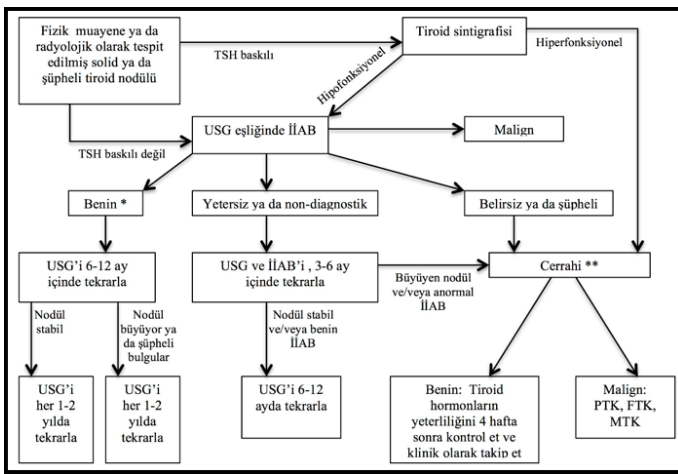 Fizik muayene ya da
radyolojik olarak tespit
edilmiş solid ya da
şüpheli tiroid nodülü
TSH baskılı
Tiroid sintigrafisi
Hiperfonksiyonel
Hipofonksiyonel
TSH baskılı değil
USG eşliğinde İİAB
Malign
Benin *
Yetersiz ya da non-diagnostik
Belirsiz ya da şüpheli
USG’i 6-12 ay
içinde tekrarla
USG ve İİAB’i , 3-6 ay
içinde tekrarla
Büyüyen nodül
ve/veya anormal
İİAB
Cerrahi **
Nodül
stabil
Nodül
büyüyor ya
da şüpheli
bulgular
Nodül stabil
ve/veya benin
İİAB
USG’i
her 1-2
yılda
tekrarla
USG’i
her 1-2
yılda
tekrarla
USG’i 6-12
ayda tekrarla
Benin: Tiroid
hormonların
yeterliliğini 4 hafta
sonra kontrol et ve
klinik olarak takip et
Malign:
PTK, FTK,
MTK